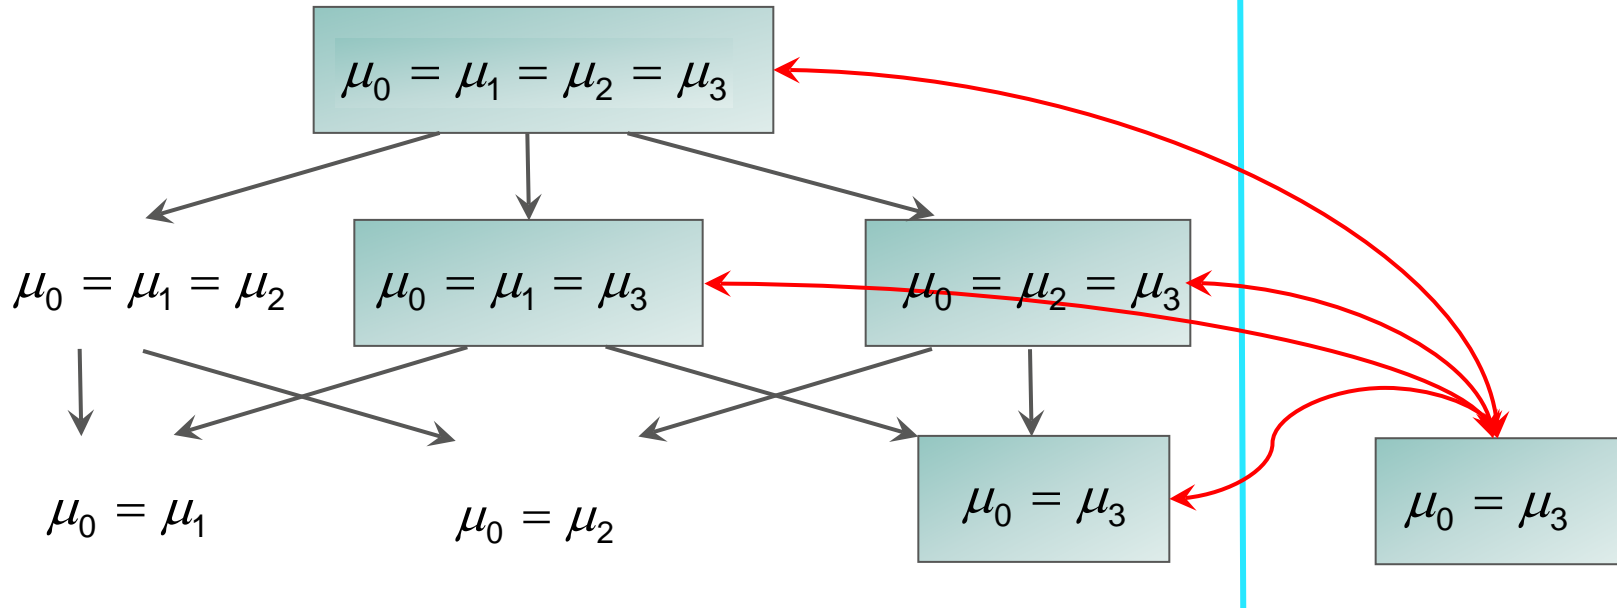 μ₀ = μ₁ = μ₂ = μ₃
μ₀ = μ₁ = μ₂
μ₀ = μ₁ = μ₃
μ₀ = μ₂ = μ₃
μ₀ = μ₁
μ₀ = μ₂
μ₀ = μ₃
μ₀ = μ₃